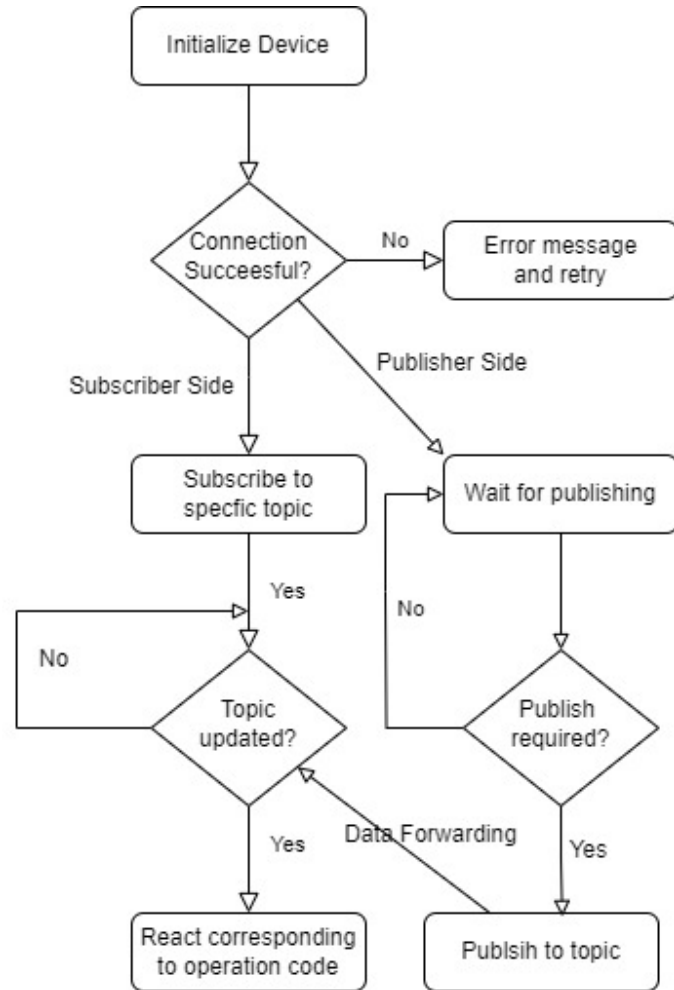 Initialize Device
Connection
Succeesful?
No
Error message
and retry
Subscriber Side
Publisher Side
Subscribe to
specfic topic
Wait for publishing
Yes
No
No
Topic
updated?
Publish
required?
Data Forwarding
Yes
Yes
React corresponding
to operation code
Publsih to topic